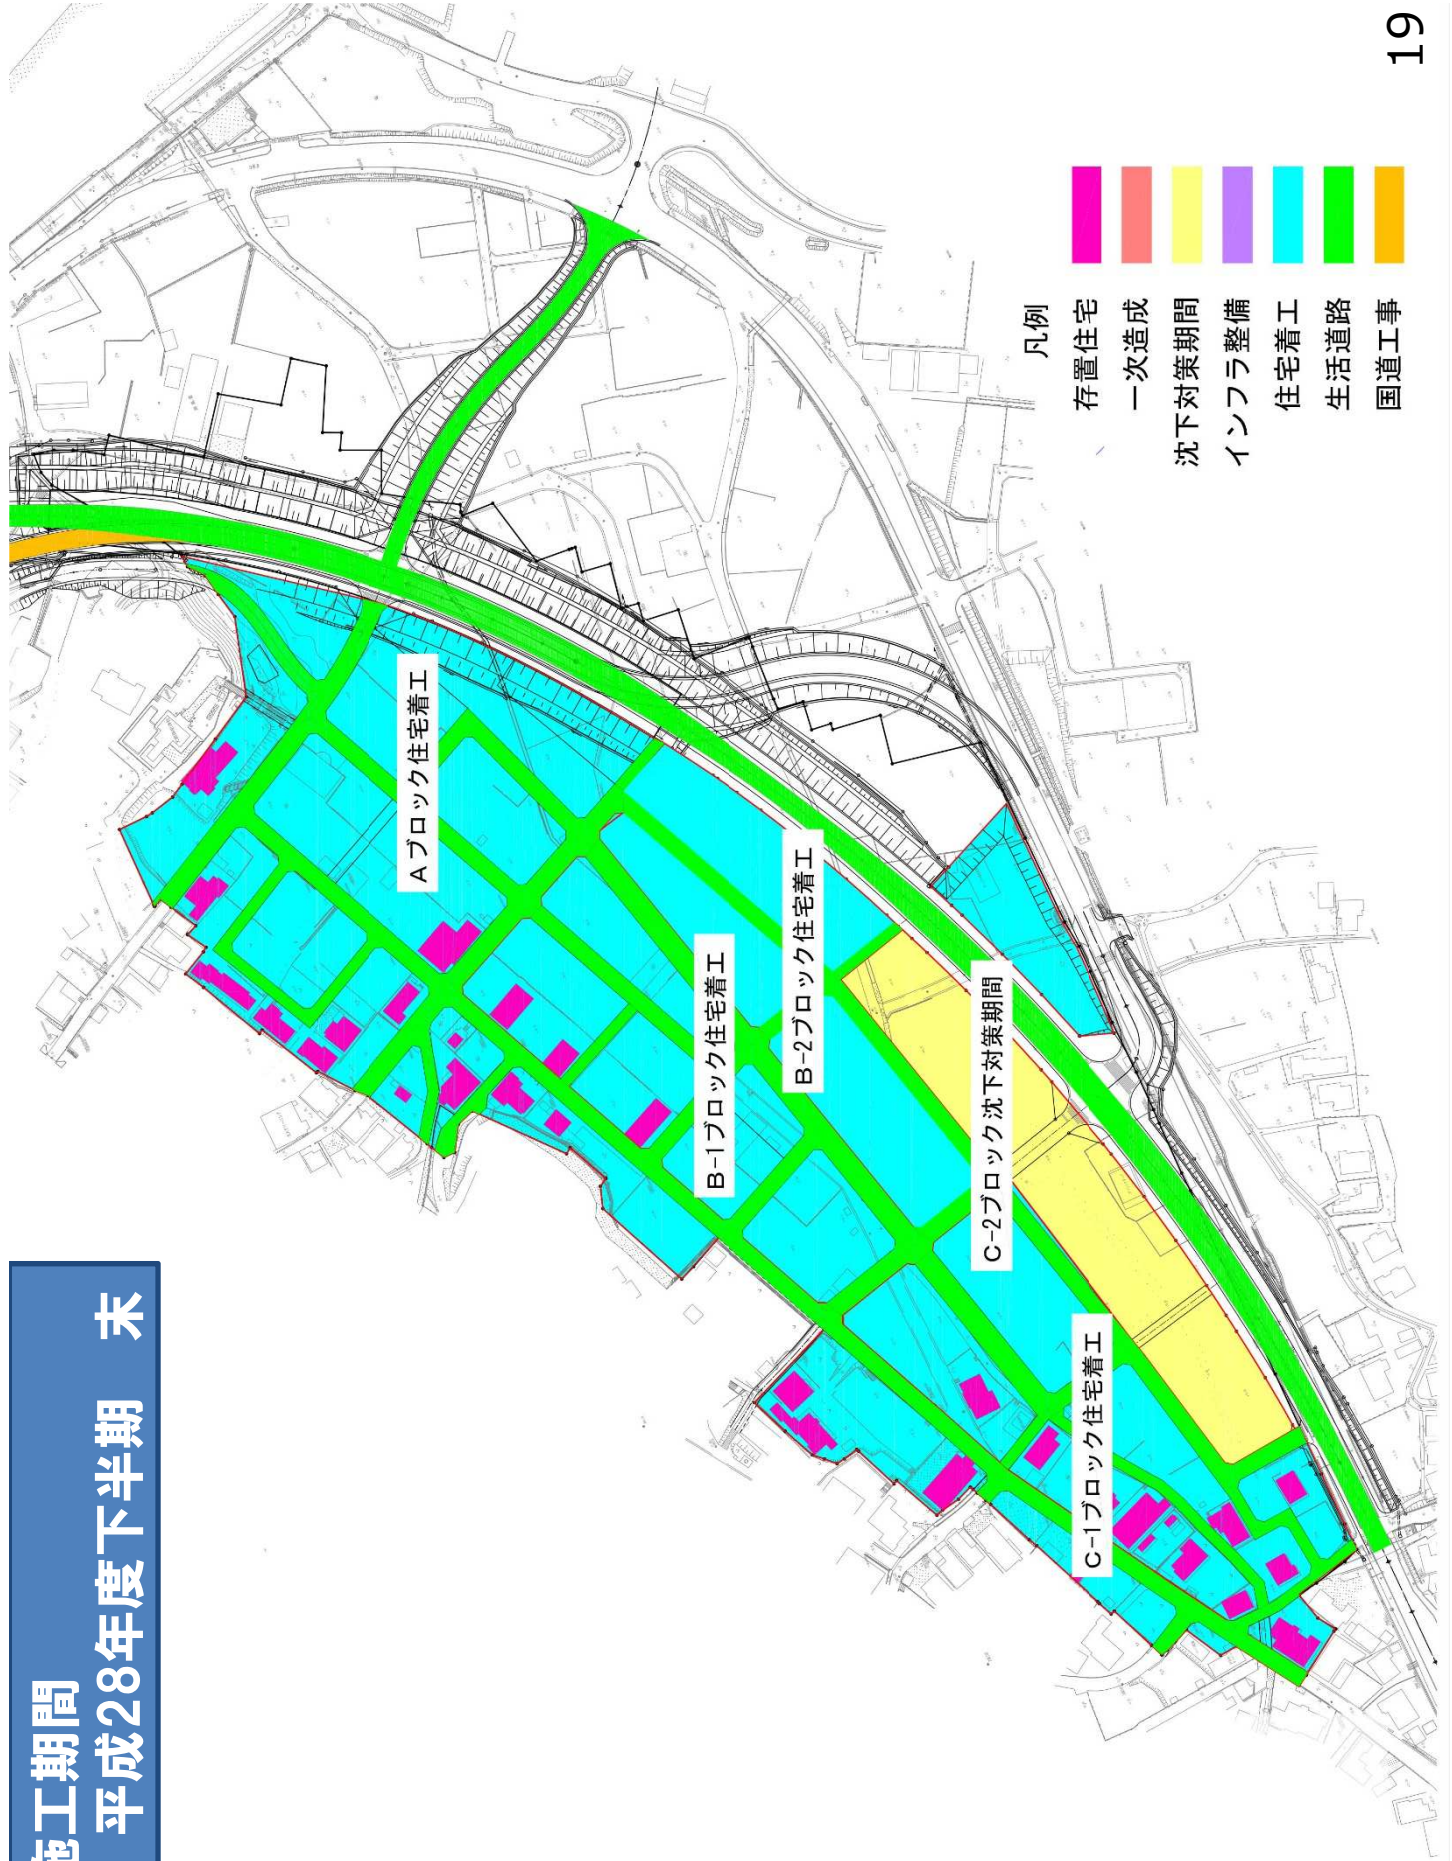 施工期間
平成28年度下半期　末
Aブロック住宅着工
B-1ブロック住宅着工
B-2ブロック住宅着工
C-2ブロック沈下対策期間
C-1ブロック住宅着工
凡例
存置住宅
一次造成
沈下対策期間
インフラ整備
住宅着工
生活道路
国道工事
19